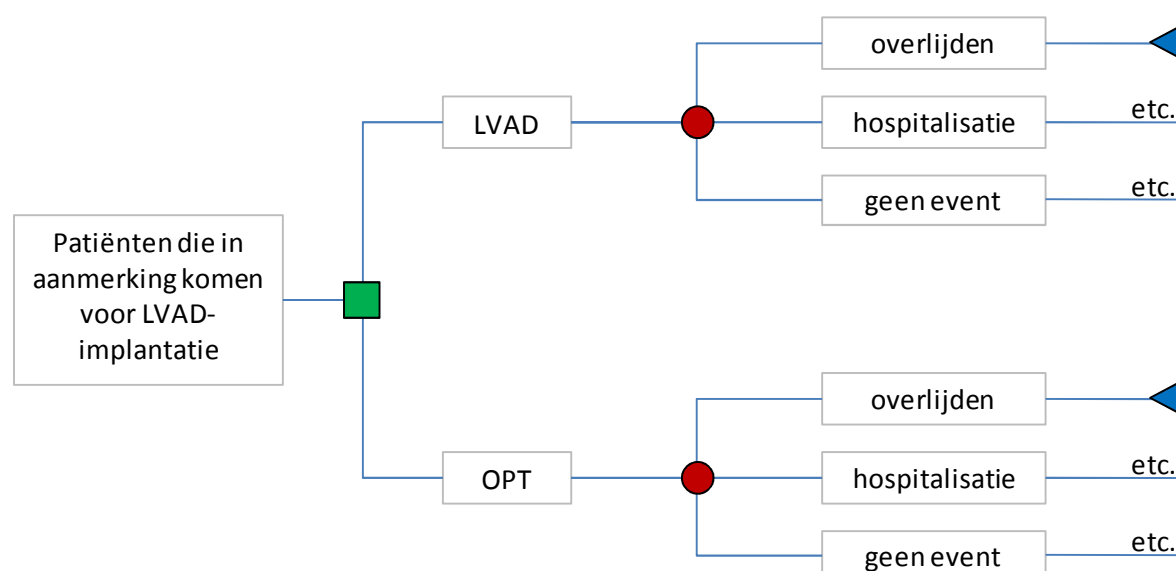 overlijden
LVAD
hospitalisatie
etc.
geen event
etc.
Patiënten die in
aanmerking komen
voor LVAD-
implantatie
overlijden
OPT
hospitalisatie
etc.
geen event
etc.